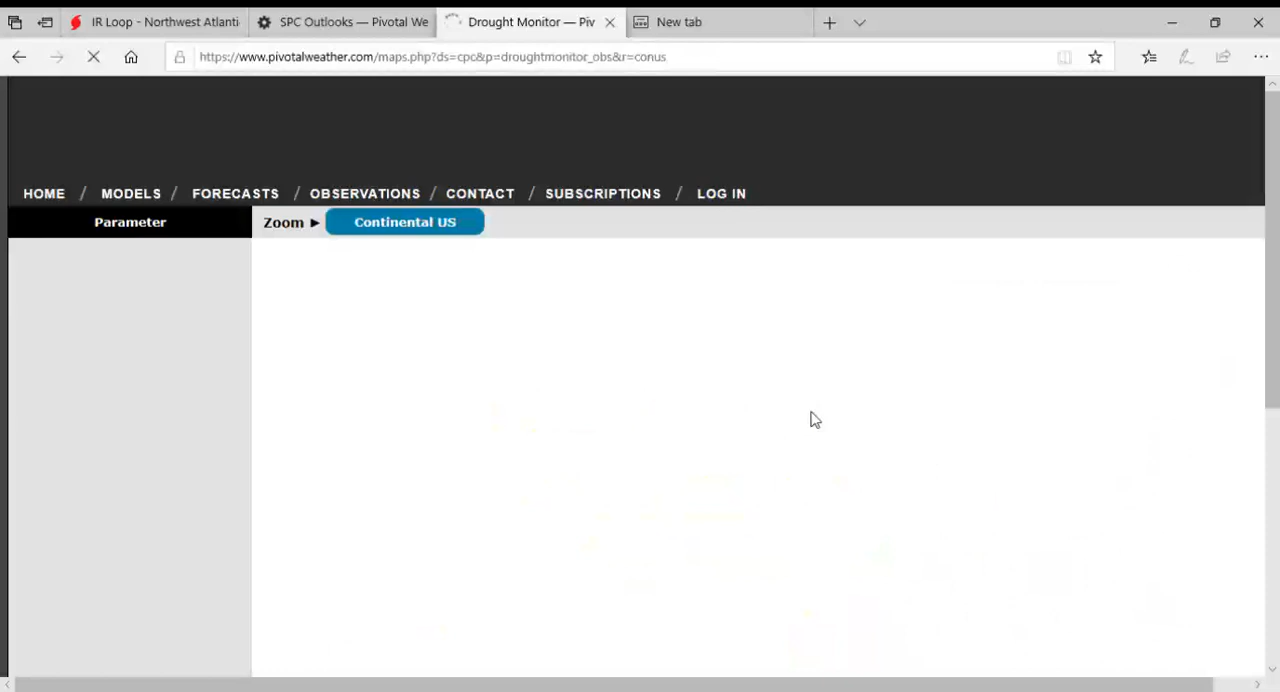 IR Loop - Northwest Atlanti
SPC Outlooks — Pivotal We
Drought Monitor — Piv
New tab
https://www.pivotalweather.com/maps.php?ds=cpc&p=droughtmonitor_obs&r=conus
HOME / MODELS / FORECASTS / OBSERVATIONS / CONTACT / SUBSCRIPTIONS / LOG IN
Parameter
Zoom ► Continental US